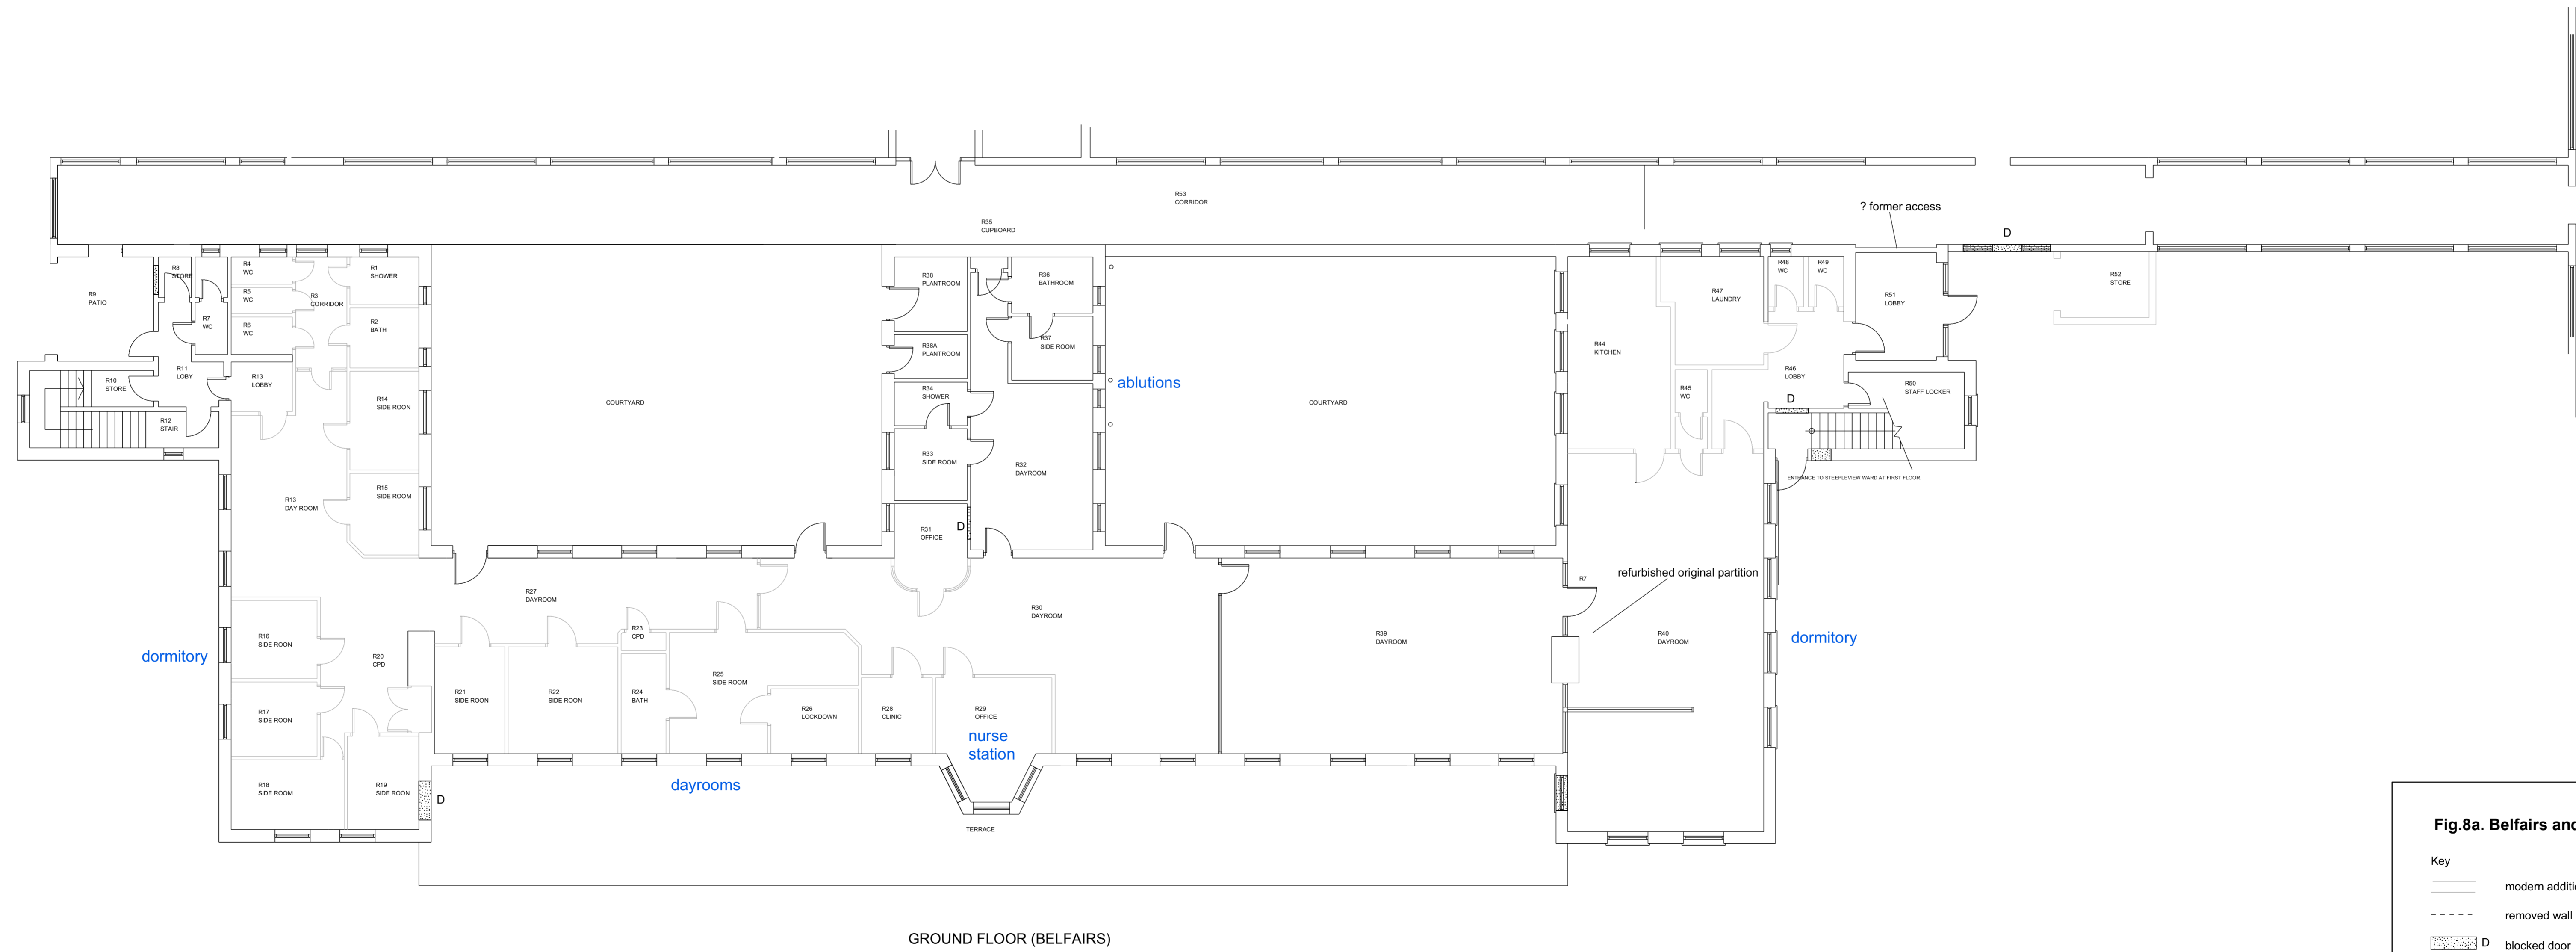 R53
CORRIDOR
? former access
R35
CUPBOARD
D
R8
STORE
R4
WC
R1
SHOWER
R38
PLANTROOM
R36
BATHROOM
R48
WC
R49
WC
R52
STORE
R9
PATIO
R5
WC
R3
CORRIDOR
R47
LAUNDRY
R51
LOBBY
R7
WC
R6
WC
R2
BATH
R38A
PLANTROOM
R37
SIDE ROOM
R44
KITCHEN
R11
LOBY
R10
STORE
R13
LOBBY
R46
LOBBY
ablutions
R34
SHOWER
R45
WC
R50
STAFF LOCKER
R14
SIDE ROON
COURTYARD
COURTYARD
D
R12
STAIR
R33
SIDE ROOM
R32
DAYROOM
ENTRANCE TO STEEPLEVIEW WARD AT FIRST FLOOR.
R15
SIDE ROOM
R13
DAY ROOM
R31
OFFICE
D
refurbished original partition
R7
R27
DAYROOM
R30
DAYROOM
R23
CPD
R16
SIDE ROON
R39
DAYROOM
R40
DAYROOM
dormitory
dormitory
R20
CPD
R25
SIDE ROOM
R21
SIDE ROON
R22
SIDE ROON
R24
BATH
R17
SIDE ROON
R26
LOCKDOWN
R28
CLINIC
R29
OFFICE
nurse
station
dayrooms
R18
SIDE ROOM
R19
SIDE ROON
D
TERRACE
Fig.8a. Belfairs and
Key
modern additi
removed wall
D blocked door
GROUND FLOOR (BELFAIRS)